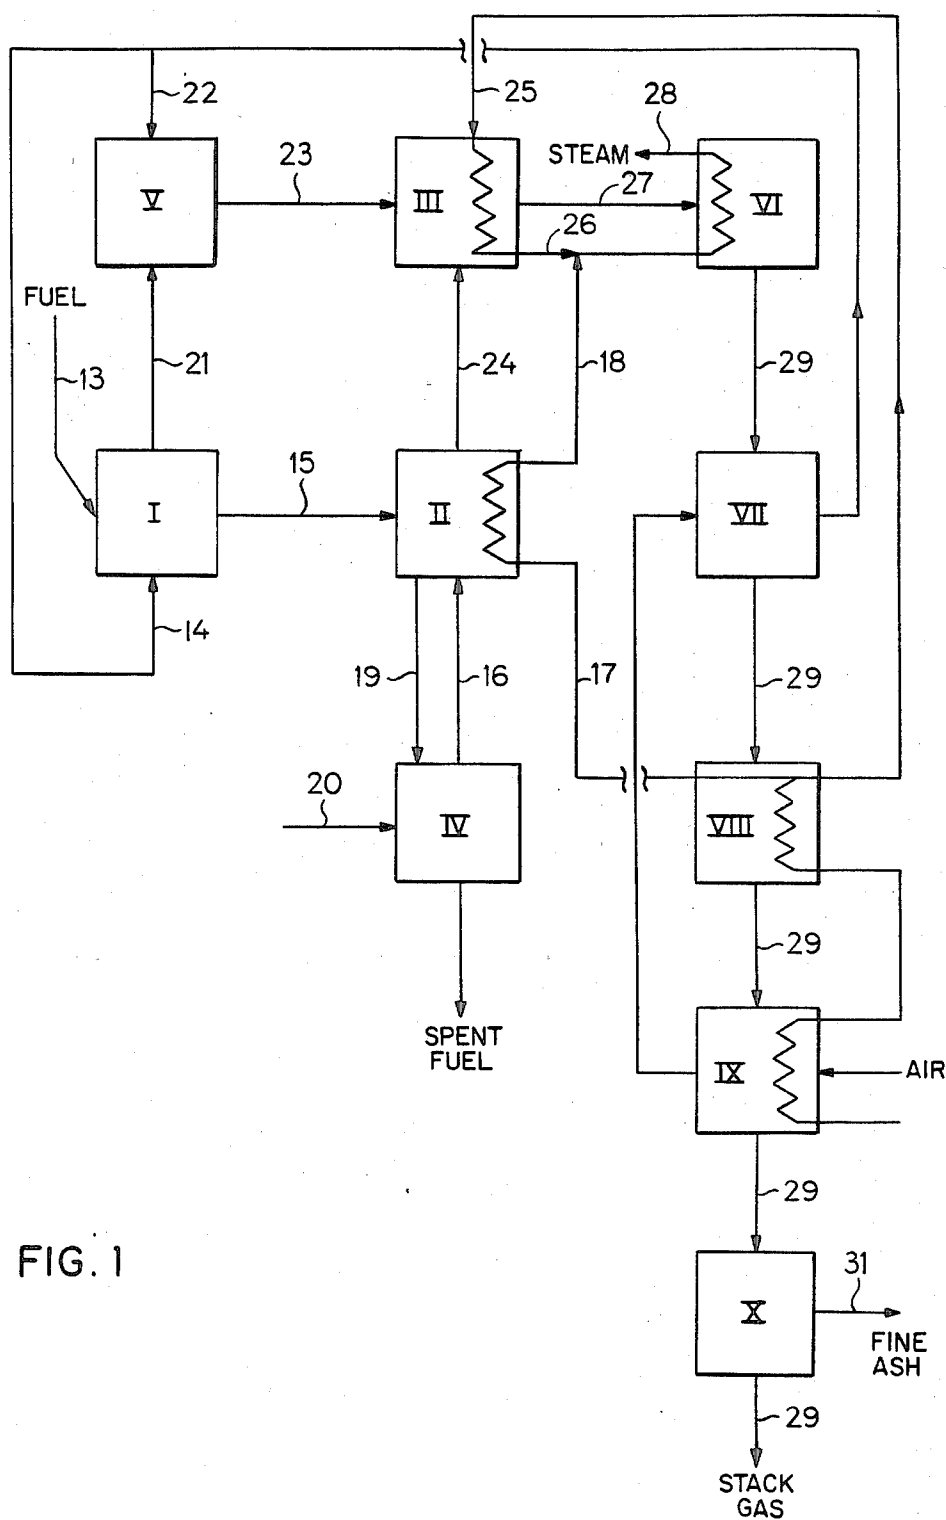 22
25
28
STEAM
23
27
V
III
VI
26
FUEL
13
21
24
18
29
15
I
II
VII
14
19
16
17
29
20
IV
VIII
29
SPENT
FUEL
IX
AIR
29
FIG. 1
31
X
FINE
ASH
29
STACK
GAS